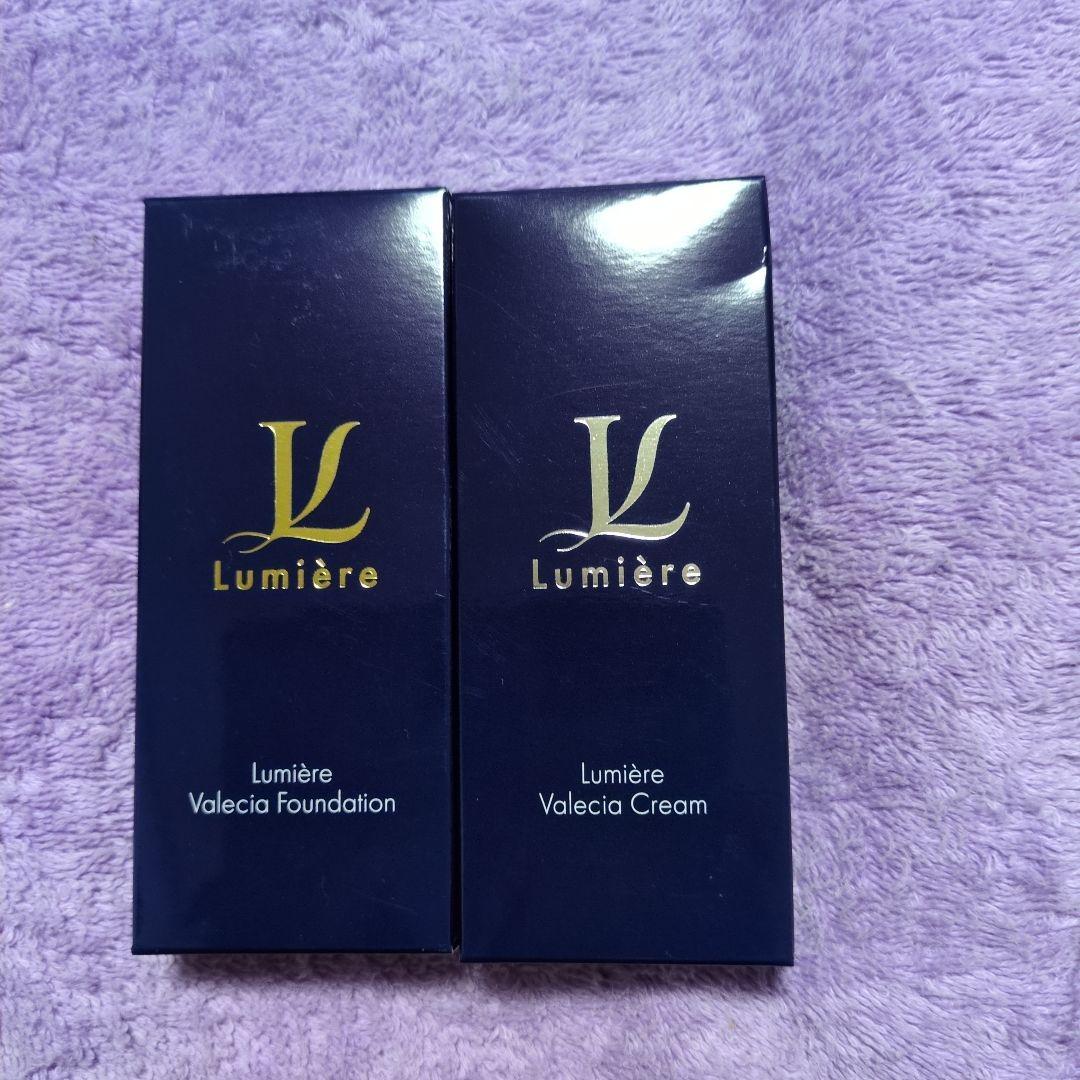 L
Lumière
Lumière
Valecia Foundation
L
Lumière
Lumière
Valecia Cream